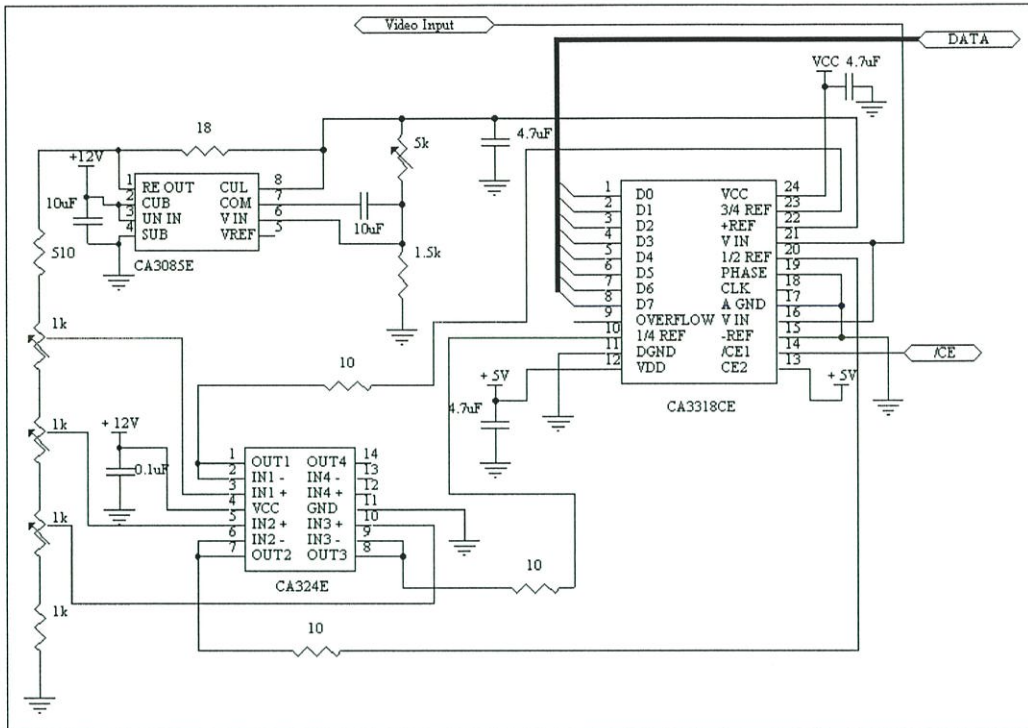 Video Input
DATA
VCC 4.7uF
18
5k
4.7uF
+12V
10uF
1 RE OUT CUL 8
2 CUB COM 7
3 UN IN V IN 6
4 SUB VREF 5
CA3085E
10uF
1.5k
510
1 D0 VCC 24
2 D1 3/4 REF 23
3 D2 +REF 22
4 D3 V IN 21
5 D4 1/2 REF 20
6 D5 PHASE 19
7 D6 CLK 18
8 D7 A GND 17
9 OVERFLOW V IN 16
10 1/4 REF -REF 15
11 DGND /CE1 14
12 VDD CE2 13
CA3318CE
/CE
+ 5V
+ 5V
4.7uF
1k
10
1k
+ 12V
0.1uF
1k
1 OUT1 OUT4 14
2 IN1 - IN4 - 13
3 IN1 + IN4 + 12
4 VCC GND 11
5 IN2 + IN3 + 10
6 IN2 - IN3 - 9
7 OUT2 OUT3 8
CA324E
10
1k
10